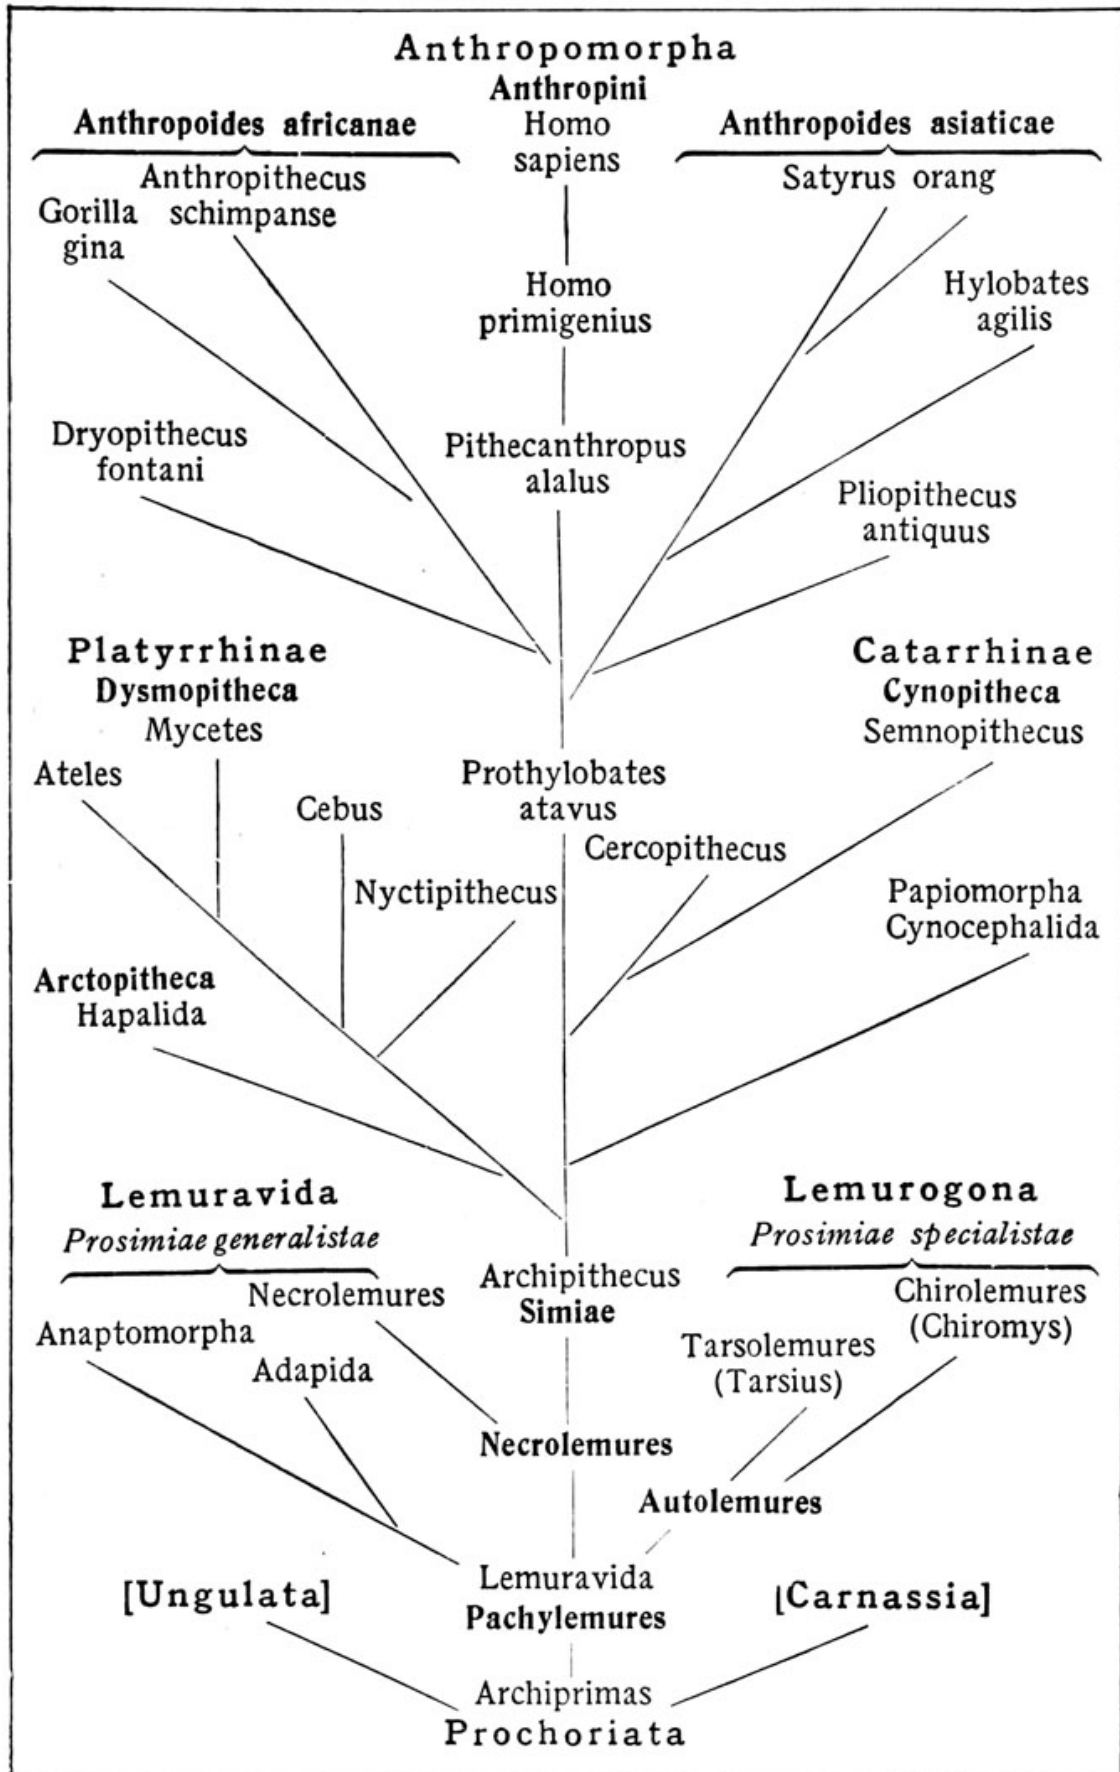 Anthropomorpha
Anthropini
Anthropoides africanae
Homo
sapiens
Anthropoides asiaticae
Anthropithecus
schimpanse
Gorilla
gina
Satyrus orang
Homo
primigenius
Hylobates
agilis
Dryopithecus
fontani
Pithecanthropus
alalus
Pliopithecus
antiquus
Platyrrhinae
Dysmopitheca
Mycetes
Catarrhinae
Cynopitheca
Semnopithecus
Ateles
Cebus
Prothylobates
atavus
Nyctipithecus
Cercopithecus
Papiomorpha
Cynocephalida
Arctopitheca
Hapalida
Lemuravida
Prosimiae generalistae
Lemurogona
Prosimiae specialistae
Necrolemures
Anaptomorpha
Adapida
Archipithecus
Simiae
Chirolemures
(Chiromys)
Tarsolemures
(Tarsius)
Necrolemures
Autolemures
[Ungulata]
Lemuravida
Pachylemures
[Carnassia]
Archiprimas
Prochoriata